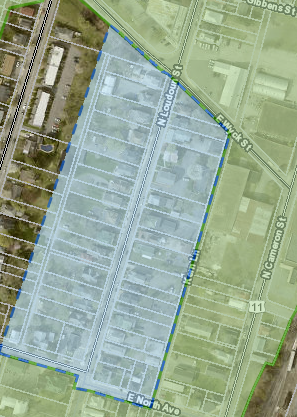 Gibbens St
N Loudoun St
E Wyck St
N Cameron St
11
E North Ave